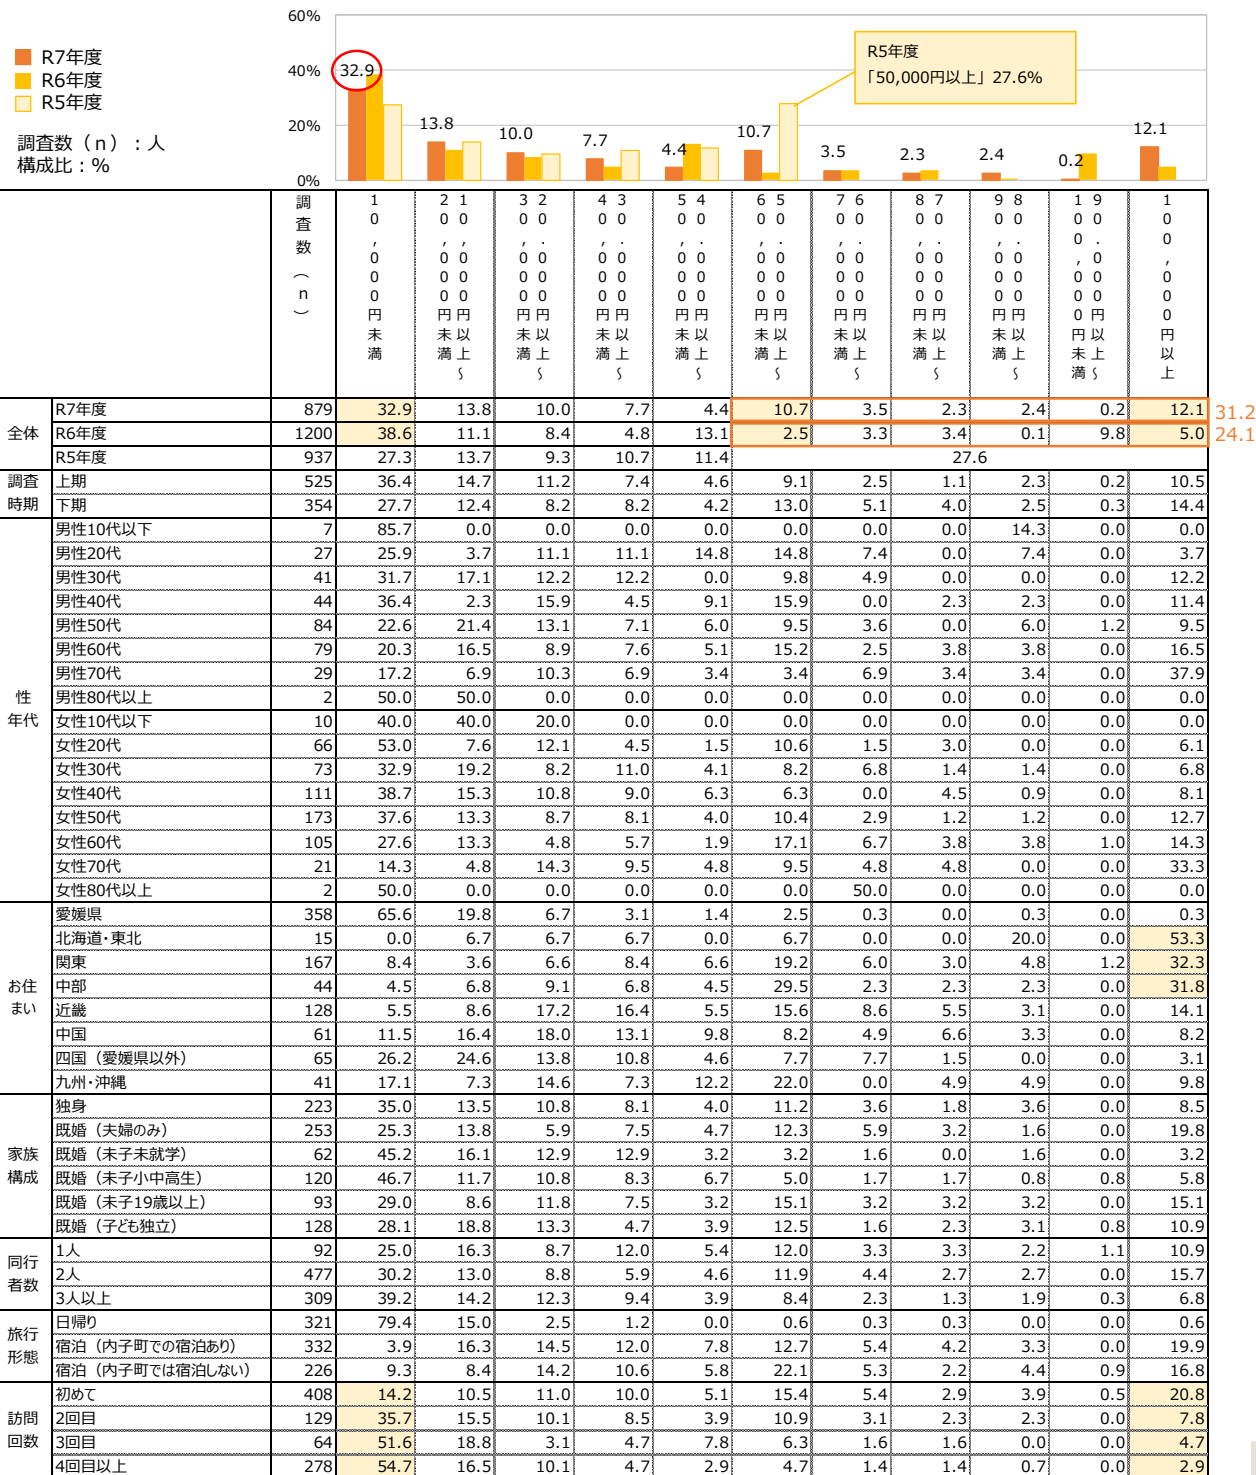 60%
40%
20%
0%
R7年度
R6年度
R5年度
調査数（ｎ）：人
構成比：%
32.9
13.8
10.0
7.7
4.4
10.7
3.5
2.3
2.4
0.2
12.1
R5年度
「50,000円以上」27.6%
調査数（n）
10,000円未満
10,000円以上～20,000円未満
20.000円以上～30,000円未満
30.000円以上～40,000円未満
40.000円以上～50,000円未満
50.000円以上～60,000円未満
60.000円以上～70,000円未満
70.000円以上～80,000円未満
80.000円以上～90,000円未満
90.000円以上～100,000円未満
100,000円以上
全体
R7年度 879 32.9 13.8 10.0 7.7 4.4 10.7 3.5 2.3 2.4 0.2 12.1 31.2
R6年度 1200 38.6 11.1 8.4 4.8 13.1 2.5 3.3 3.4 0.1 9.8 5.0 24.1
R5年度 937 27.3 13.7 9.3 10.7 11.4 27.6
調査時期
上期 525 36.4 14.7 11.2 7.4 4.6 9.1 2.5 1.1 2.3 0.2 10.5
下期 354 27.7 12.4 8.2 8.2 4.2 13.0 5.1 4.0 2.5 0.3 14.4
性年代
男性10代以下 7 85.7 0.0 0.0 0.0 0.0 0.0 0.0 0.0 14.3 0.0 0.0
男性20代 27 25.9 3.7 11.1 11.1 14.8 14.8 7.4 0.0 7.4 0.0 3.7
男性30代 41 31.7 17.1 12.2 12.2 0.0 9.8 4.9 0.0 0.0 0.0 12.2
男性40代 44 36.4 2.3 15.9 4.5 9.1 15.9 0.0 2.3 2.3 0.0 11.4
男性50代 84 22.6 21.4 13.1 7.1 6.0 9.5 3.6 0.0 6.0 1.2 9.5
男性60代 79 20.3 16.5 8.9 7.6 5.1 15.2 2.5 3.8 3.8 0.0 16.5
男性70代 29 17.2 6.9 10.3 6.9 3.4 3.4 6.9 3.4 3.4 0.0 37.9
男性80代以上 2 50.0 50.0 0.0 0.0 0.0 0.0 0.0 0.0 0.0 0.0 0.0
女性10代以下 10 40.0 40.0 20.0 0.0 0.0 0.0 0.0 0.0 0.0 0.0 0.0
女性20代 66 53.0 7.6 12.1 4.5 1.5 10.6 1.5 3.0 0.0 0.0 6.1
女性30代 73 32.9 19.2 8.2 11.0 4.1 8.2 6.8 1.4 1.4 0.0 6.8
女性40代 111 38.7 15.3 10.8 9.0 6.3 6.3 0.0 4.5 0.9 0.0 8.1
女性50代 173 37.6 13.3 8.7 8.1 4.0 10.4 2.9 1.2 1.2 0.0 12.7
女性60代 105 27.6 13.3 4.8 5.7 1.9 17.1 6.7 3.8 3.8 1.0 14.3
女性70代 21 14.3 4.8 14.3 9.5 4.8 9.5 4.8 4.8 0.0 0.0 33.3
女性80代以上 2 50.0 0.0 0.0 0.0 0.0 0.0 50.0 0.0 0.0 0.0 0.0
お住まい
愛媛県 358 65.6 19.8 6.7 3.1 1.4 2.5 0.3 0.0 0.3 0.0 0.3
北海道・東北 15 0.0 6.7 6.7 6.7 0.0 6.7 0.0 0.0 20.0 0.0 53.3
関東 167 8.4 3.6 6.6 8.4 6.6 19.2 6.0 3.0 4.8 1.2 32.3
中部 44 4.5 6.8 9.1 6.8 4.5 29.5 2.3 2.3 2.3 0.0 31.8
近畿 128 5.5 8.6 17.2 16.4 5.5 15.6 8.6 5.5 3.1 0.0 14.1
中国 61 11.5 16.4 18.0 13.1 9.8 8.2 4.9 6.6 3.3 0.0 8.2
四国（愛媛県以外） 65 26.2 24.6 13.8 10.8 4.6 7.7 7.7 1.5 0.0 0.0 3.1
九州・沖縄 41 17.1 7.3 14.6 7.3 12.2 22.0 0.0 4.9 4.9 0.0 9.8
家族構成
独身 223 35.0 13.5 10.8 8.1 4.0 11.2 3.6 1.8 3.6 0.0 8.5
既婚（夫婦のみ） 253 25.3 13.8 5.9 7.5 4.7 12.3 5.9 3.2 1.6 0.0 19.8
既婚（末子未就学） 62 45.2 16.1 12.9 12.9 3.2 3.2 1.6 0.0 1.6 0.0 3.2
既婚（末子小中高生） 120 46.7 11.7 10.8 8.3 6.7 5.0 1.7 1.7 0.8 0.8 5.8
既婚（末子19歳以上） 93 29.0 8.6 11.8 7.5 3.2 15.1 3.2 3.2 3.2 0.0 15.1
既婚（子ども独立） 128 28.1 18.8 13.3 4.7 3.9 12.5 1.6 2.3 3.1 0.8 10.9
同行者数
1人 92 25.0 16.3 8.7 12.0 5.4 12.0 3.3 3.3 2.2 1.1 10.9
2人 477 30.2 13.0 8.8 5.9 4.6 11.9 4.4 2.7 2.7 0.0 15.7
3人以上 309 39.2 14.2 12.3 9.4 3.9 8.4 2.3 1.3 1.9 0.3 6.8
旅行形態
日帰り 321 79.4 15.0 2.5 1.2 0.0 0.6 0.3 0.3 0.0 0.0 0.6
宿泊（内子町での宿泊あり） 332 3.9 16.3 14.5 12.0 7.8 12.7 5.4 4.2 3.3 0.0 19.9
宿泊（内子町では宿泊しない） 226 9.3 8.4 14.2 10.6 5.8 22.1 5.3 2.2 4.4 0.9 16.8
訪問回数
初めて 408 14.2 10.5 11.0 10.0 5.1 15.4 5.4 2.9 3.9 0.5 20.8
2回目 129 35.7 15.5 10.1 8.5 3.9 10.9 3.1 2.3 2.3 0.0 7.8
3回目 64 51.6 18.8 3.1 4.7 7.8 6.3 1.6 1.6 0.0 0.0 4.7
4回目以上 278 54.7 16.5 10.1 4.7 2.9 4.7 1.4 1.4 0.7 0.0 2.9